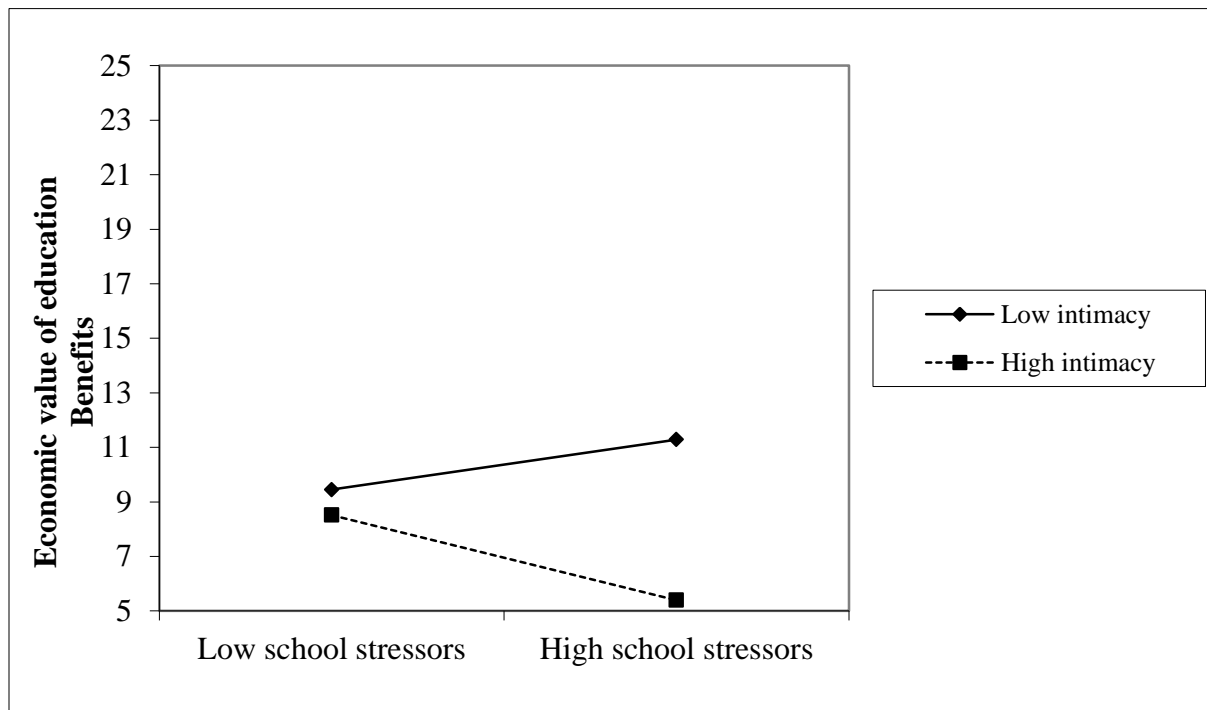 Economic value of education
Benefits
25
23
21
19
17
15
13
11
9
7
5
Low school stressors
High school stressors
Low intimacy
High intimacy